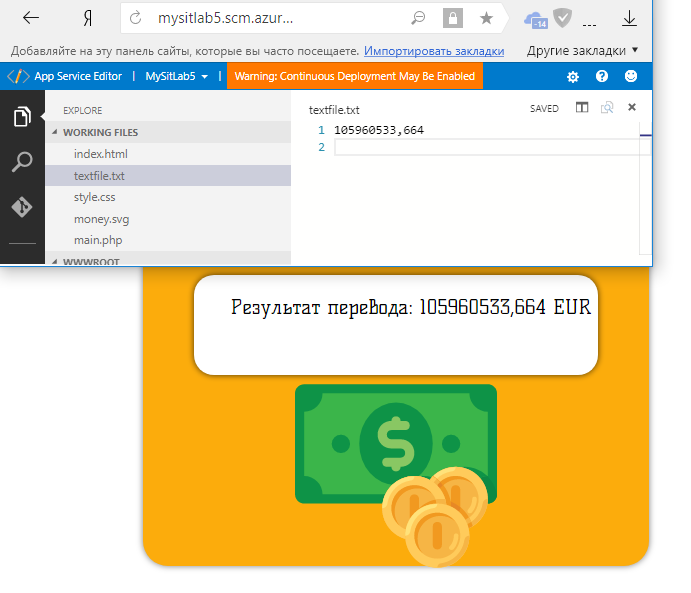 Я mysitlab5.scm.azur...
-14
Добавляйте на эту панель сайты, которые вы часто посещаете. Импортировать закладки Другие закладки
App Service Editor | MySitLab5 | Warning: Continuous Deployment May Be Enabled
EXPLORE
WORKING FILES
index.html
textfile.txt
style.css
money.svg
main.php
WWWROOT
textfile.txt SAVED
1 105960533,664
2
Результат перевода: 105960533,664 EUR
$